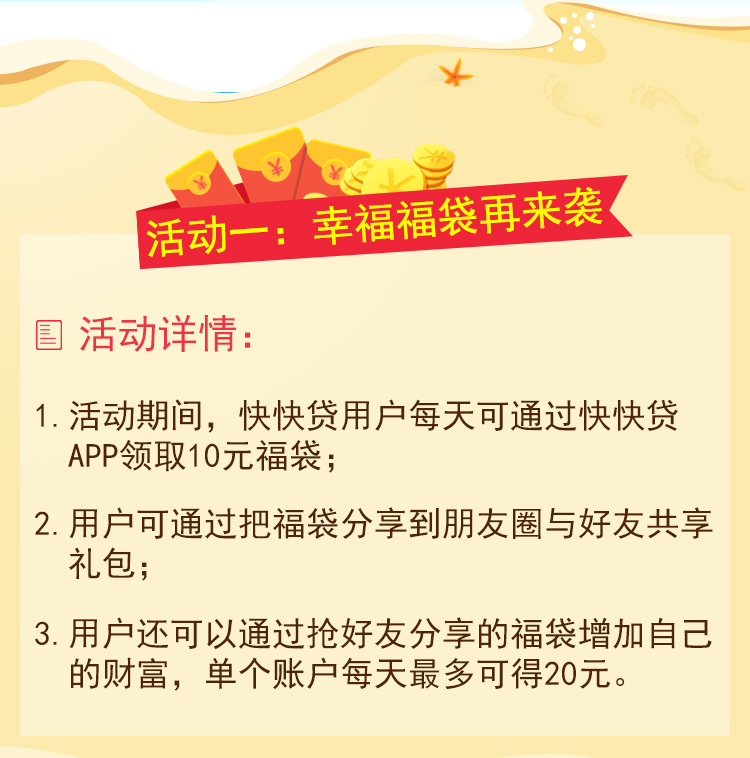 活动一：幸福福袋再来袭
活动详情：
1. 活动期间，快快贷用户每天可通过快快贷
APP领取10元福袋；
2. 用户可通过把福袋分享到朋友圈与好友共享
礼包；
3. 用户还可以通过抢好友分享的福袋增加自己
的财富，单个账户每天最多可得20元。